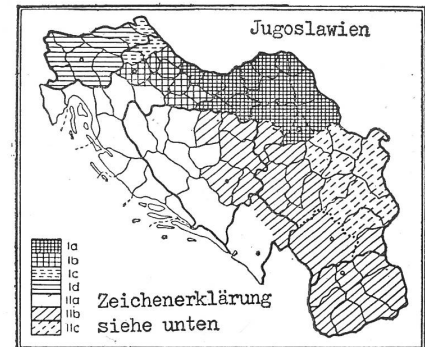 Jugoslawien
Ia
Ib
Ic
Id
IIa
IIb
IIc
Zeichenerklärung
siehe unten